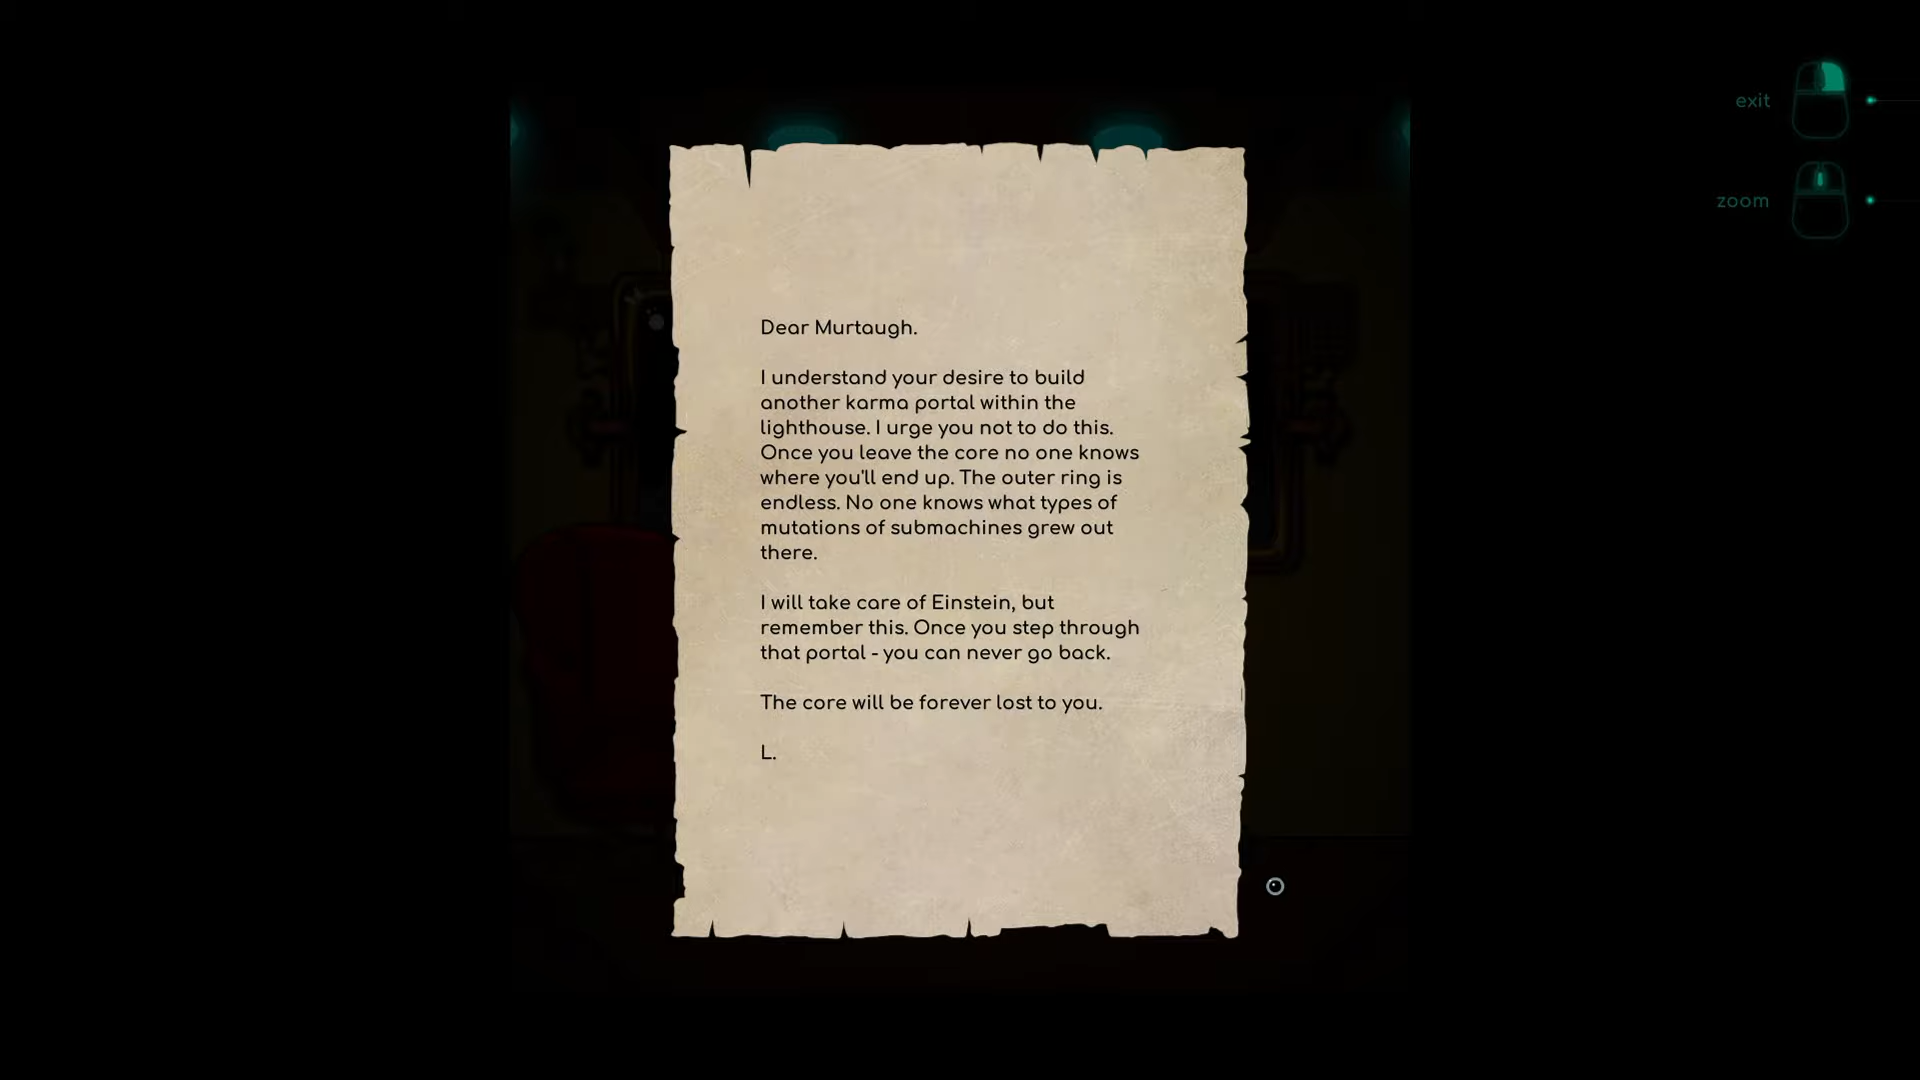 exit
zoom
Dear Murtaugh.
I understand your desire to build
another karma portal within the
lighthouse. I urge you not to do this.
Once you leave the core no one knows
where you'll end up. The outer ring is
endless. No one knows what types of
mutations of submachines grew out
there.
I will take care of Einstein, but
remember this. Once you step through
that portal - you can never go back.
The core will be forever lost to you.
L.